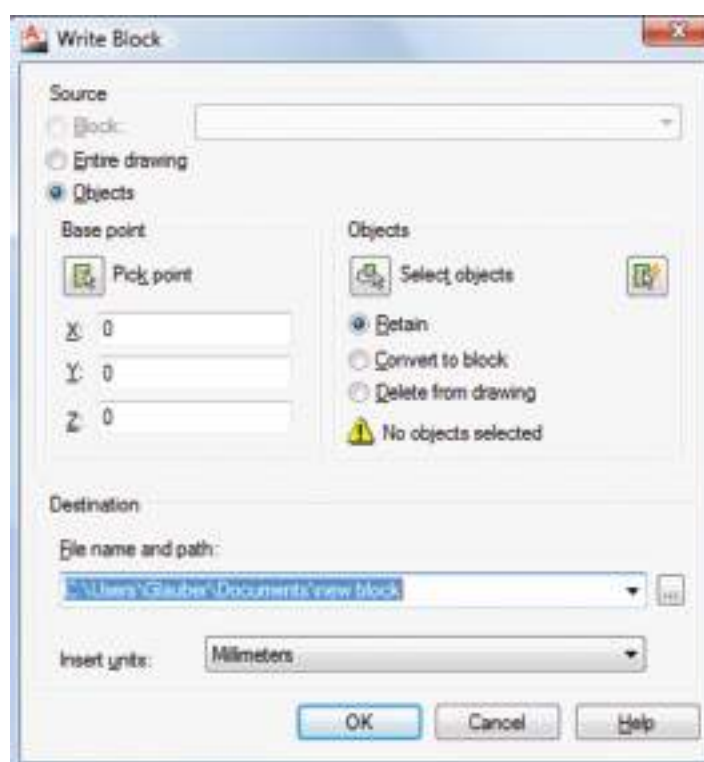 Write Block
Source
Block:
Entire drawing
Objects
Base point
Pick point
X: 0
Y: 0
Z: 0
Objects
Select objects
Retain
Convert to block
Delete from drawing
No objects selected
Destination
File name and path:
C:\Users\Glauber\Documents\new block
...
Insert units:
Millimeters
OK
Cancel
Help